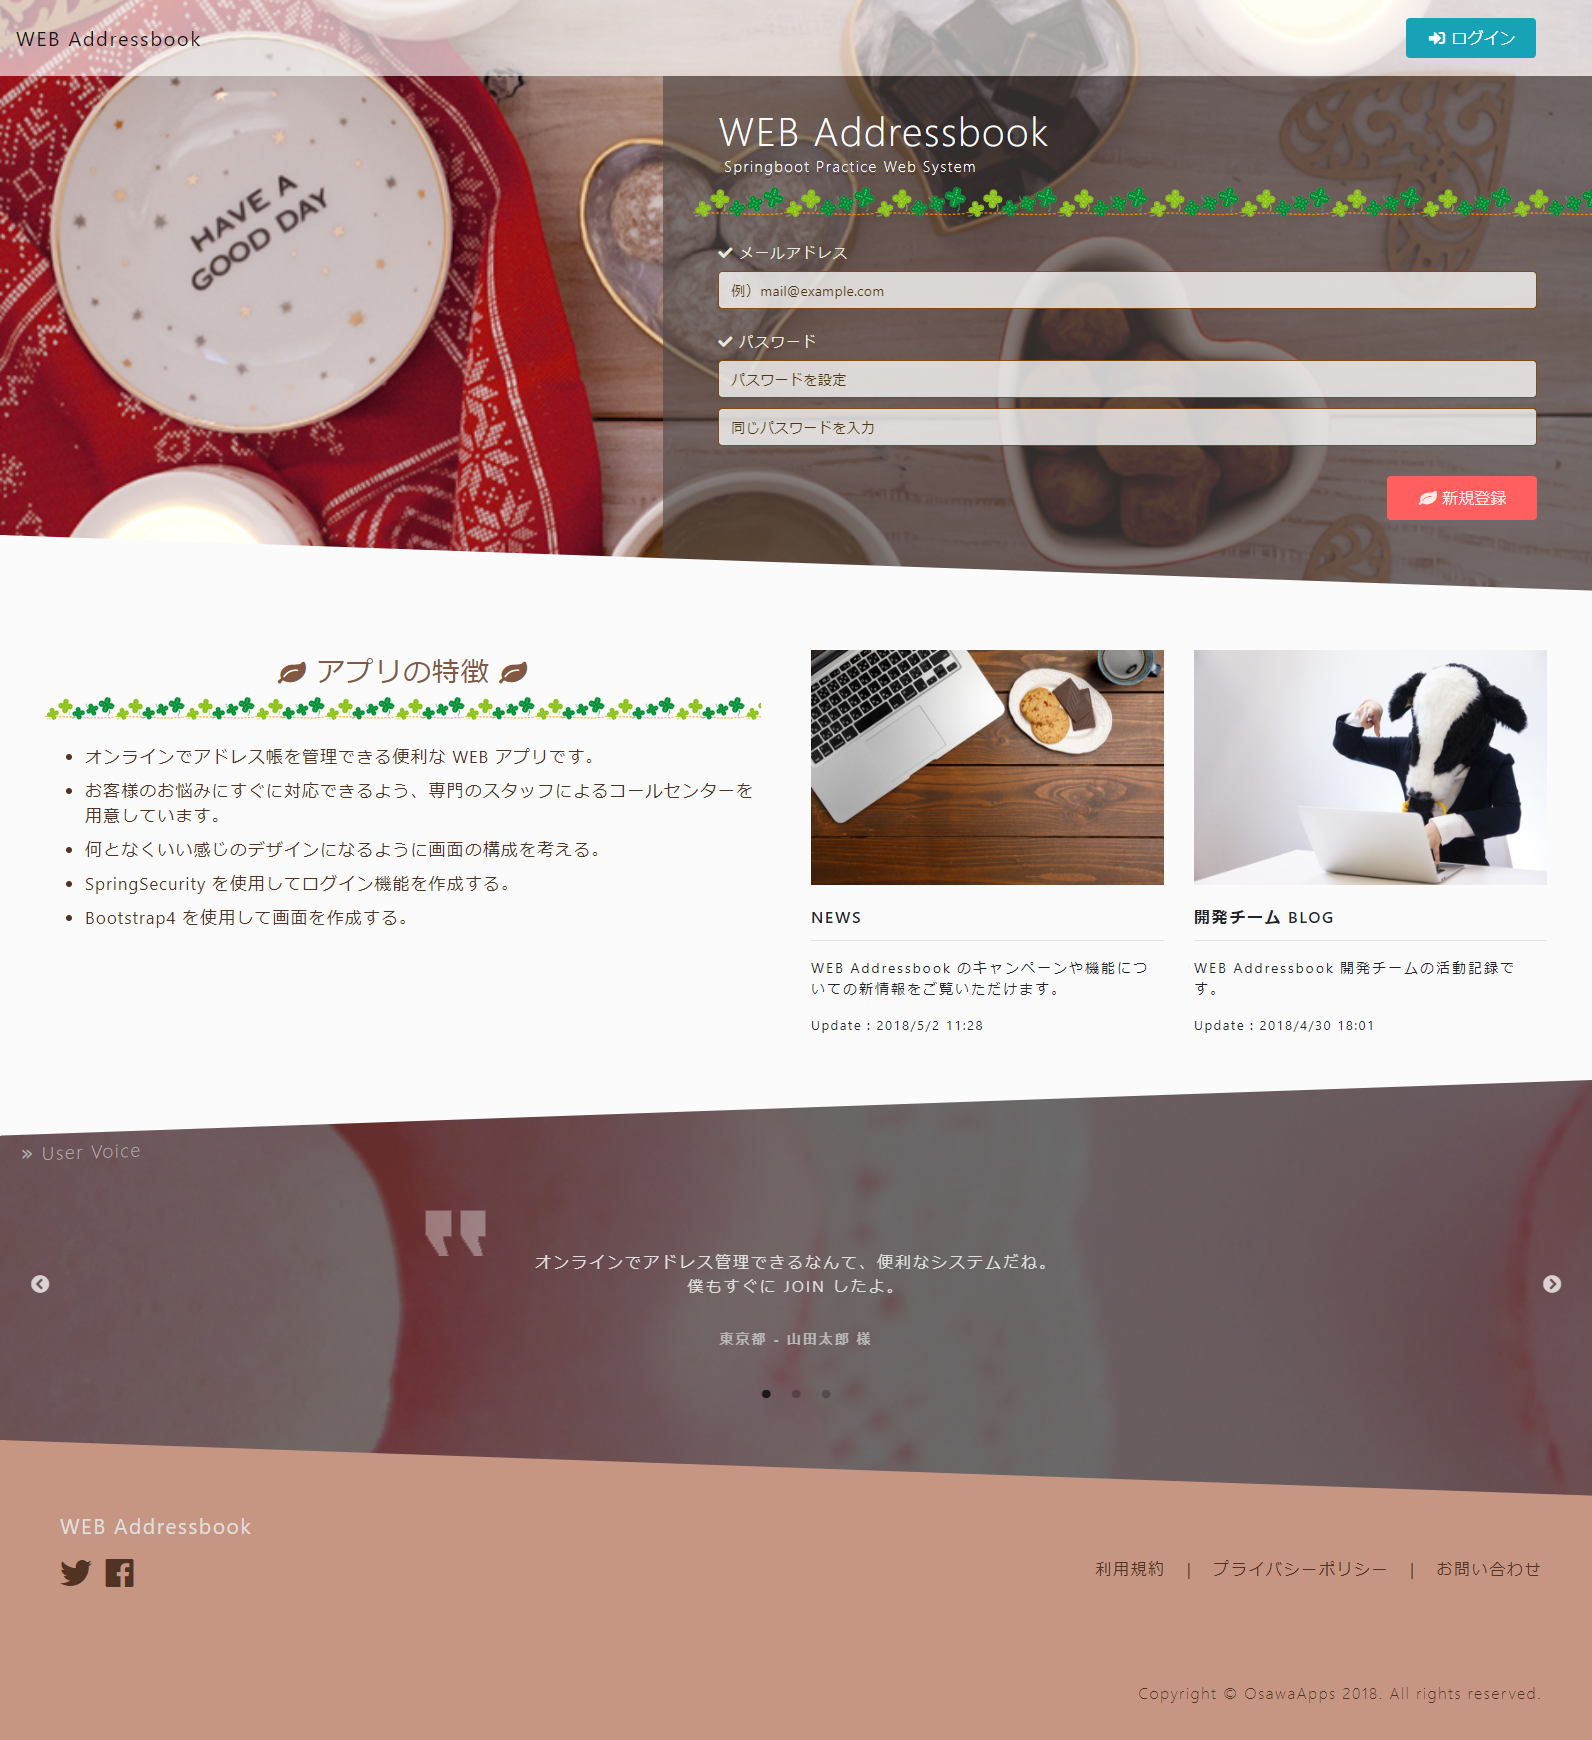 WEB Addressbook
ログイン
HAVE A
GOOD DAY
WEB Addressbook
Springboot Practice Web System
メールアドレス
例）mail@example.com
パスワード
パスワードを設定
同じパスワードを入力
新規登録
アプリの特徴
オンラインでアドレス帳を管理できる便利な WEB アプリです。
お客様のお悩みにすぐに対応できるよう、専門のスタッフによるコールセンターを
用意しています。
何となくいい感じのデザインになるように画面の構成を考える。
SpringSecurity を使用してログイン機能を作成する。
Bootstrap4 を使用して画面を作成する。
NEWS
WEB Addressbook のキャンペーンや機能につ
いての新情報をご覧いただけます。
Update : 2018/5/2 11:28
開発チーム BLOG
WEB Addressbook 開発チームの活動記録で
す。
Update : 2018/4/30 18:01
» User Voice
オンラインでアドレス管理できるなんて、便利なシステムだね。
僕もすぐに JOIN したよ。
東京都 - 山田太郎 様
WEB Addressbook
利用規約 | プライバシーポリシー | お問い合わせ
Copyright © OsawaApps 2018. All rights reserved.